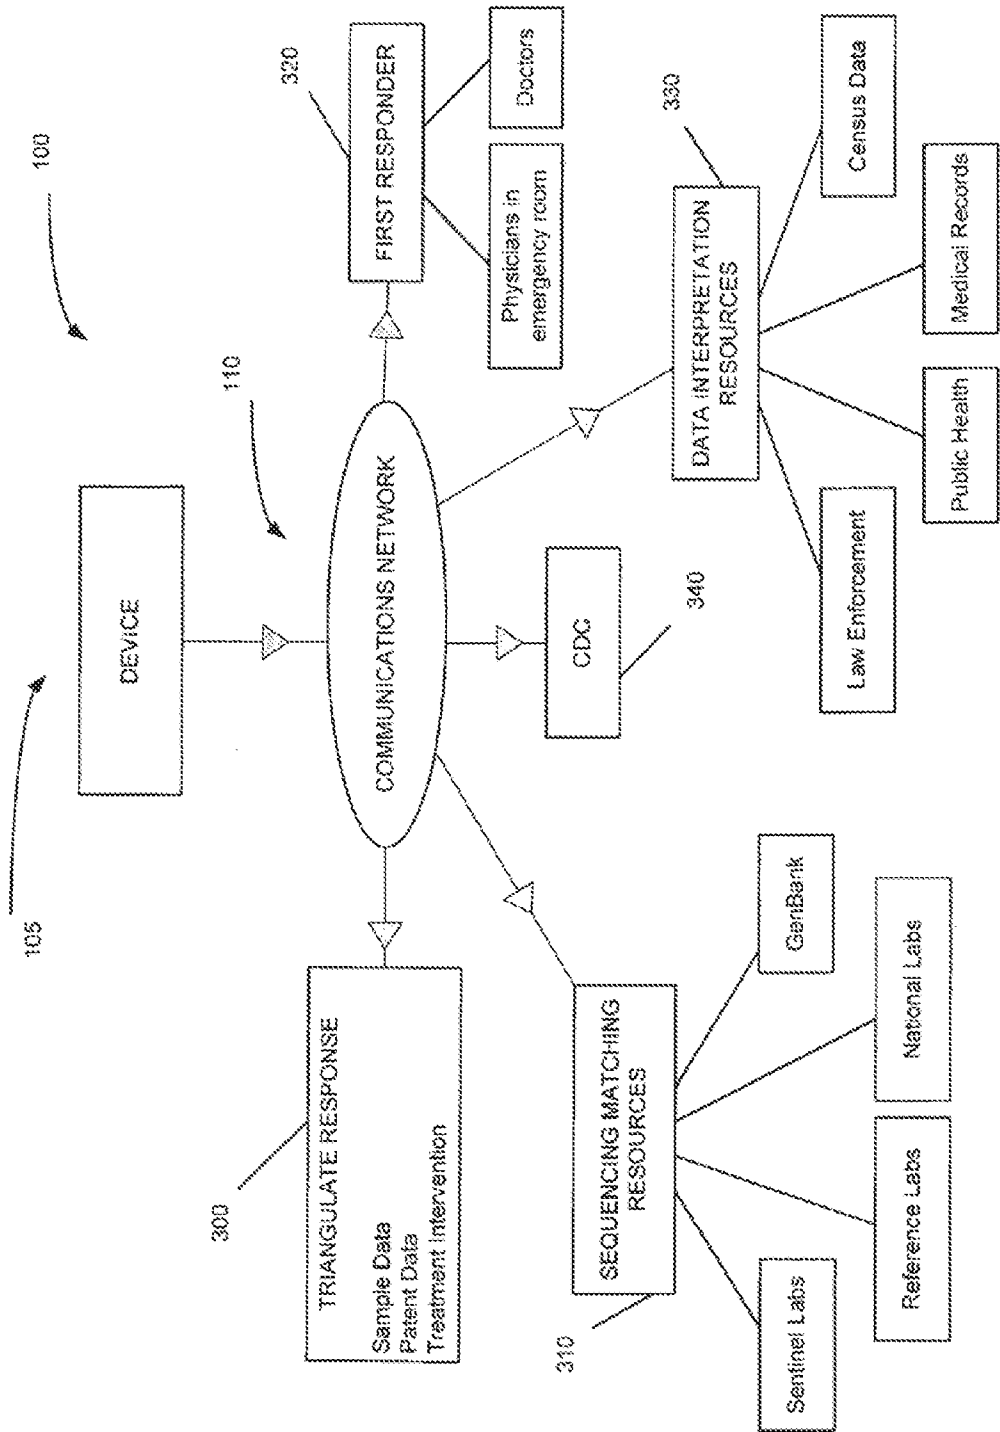 105
100
DEVICE
110
300
320
TRIANGULATE RESPONSE
Sample Data
Patent Data
Treatment Intervention
COMMUNICATIONS NETWORK
FIRST RESPONDER
Physicians in
emergency room
Doctors
310
SEQUENCING MATCHING
RESOURCES
CDC
340
330
DATA INTERPRETATION
RESOURCES
Sentinel Labs
Reference Labs
National Labs
GenBank
Law Enforcement
Public Health
Medical Records
Census Data